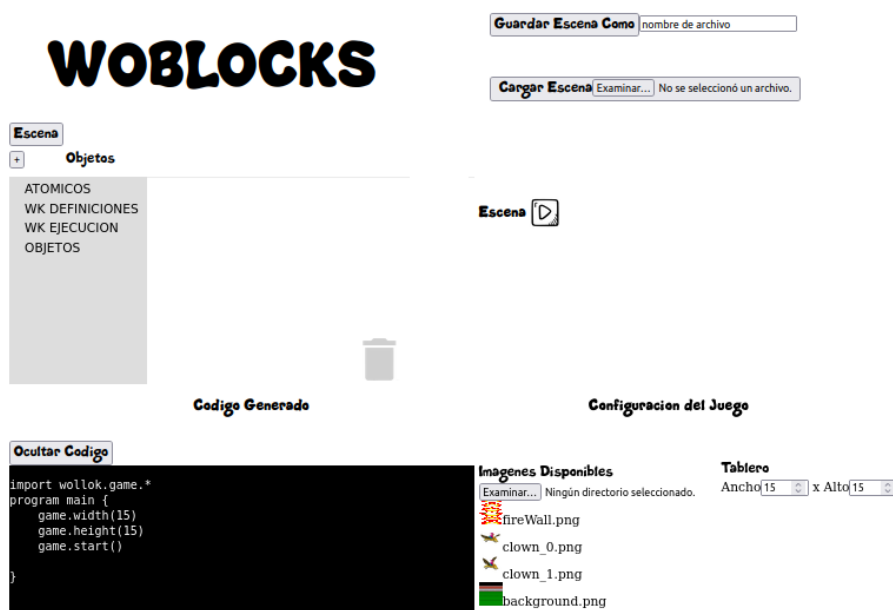 WOBLOCKS
Guardar Escena Como nombre de archivo
Cargar Escena Examinar... No se seleccionó un archivo.
Escena
+ Objetos
ATOMICOS
WK DEFINICIONES
WK EJECUCION
OBJETOS
Escena
Codigo Generado
Ocultar Codigo
import wollok.game.*
program main {
    game.width(15)
    game.height(15)
    game.start()
}
Configuracion del Juego
Imagenes Disponibles
Examinar... Ningún directorio seleccionado.
fireWall.png
clown_0.png
clown_1.png
background.png
Tablero
Ancho 15 x Alto 15